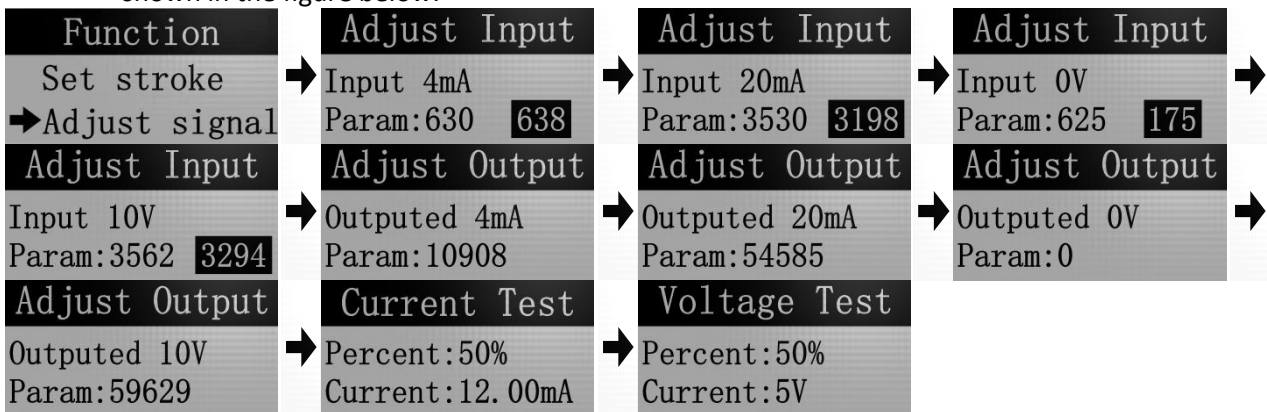 Function
Set stroke
Adjust signal
Adjust Input
Input 4mA
Param:630 638
Adjust Input
Input 20mA
Param:3530 3198
Adjust Input
Input 0V
Param:625 175
Adjust Input
Input 10V
Param:3562 3294
Adjust Output
Outputed 4mA
Param:10908
Adjust Output
Outputed 20mA
Param:54585
Adjust Output
Outputed 0V
Param:0
Adjust Output
Outputed 10V
Param:59629
Current Test
Percent:50%
Current:12.00mA
Voltage Test
Percent:50%
Current:5V